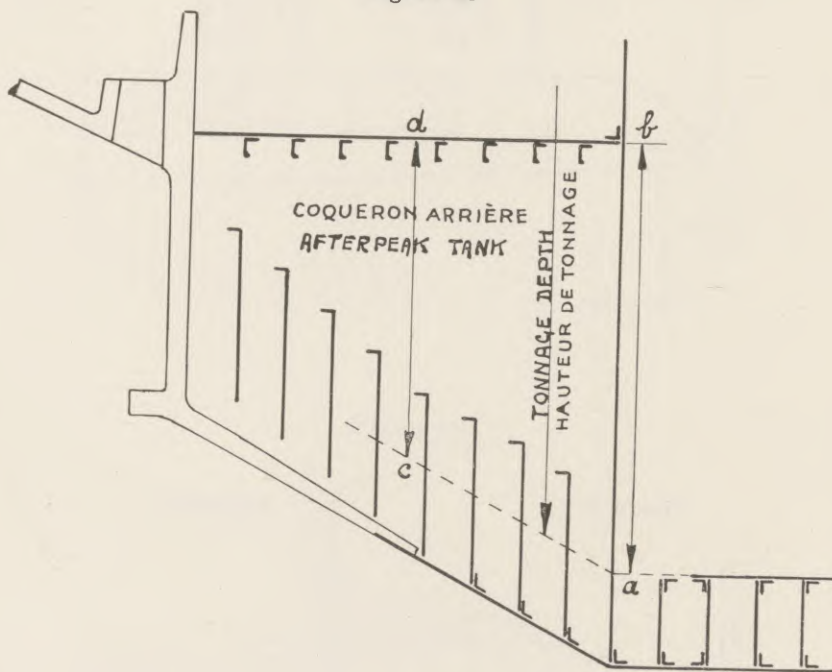 d
b
COQUERON ARRIÈRE
AFTERPEAK TANK
TONNAGE DEPTH
HAUTEUR DE TONNAGE
c
a